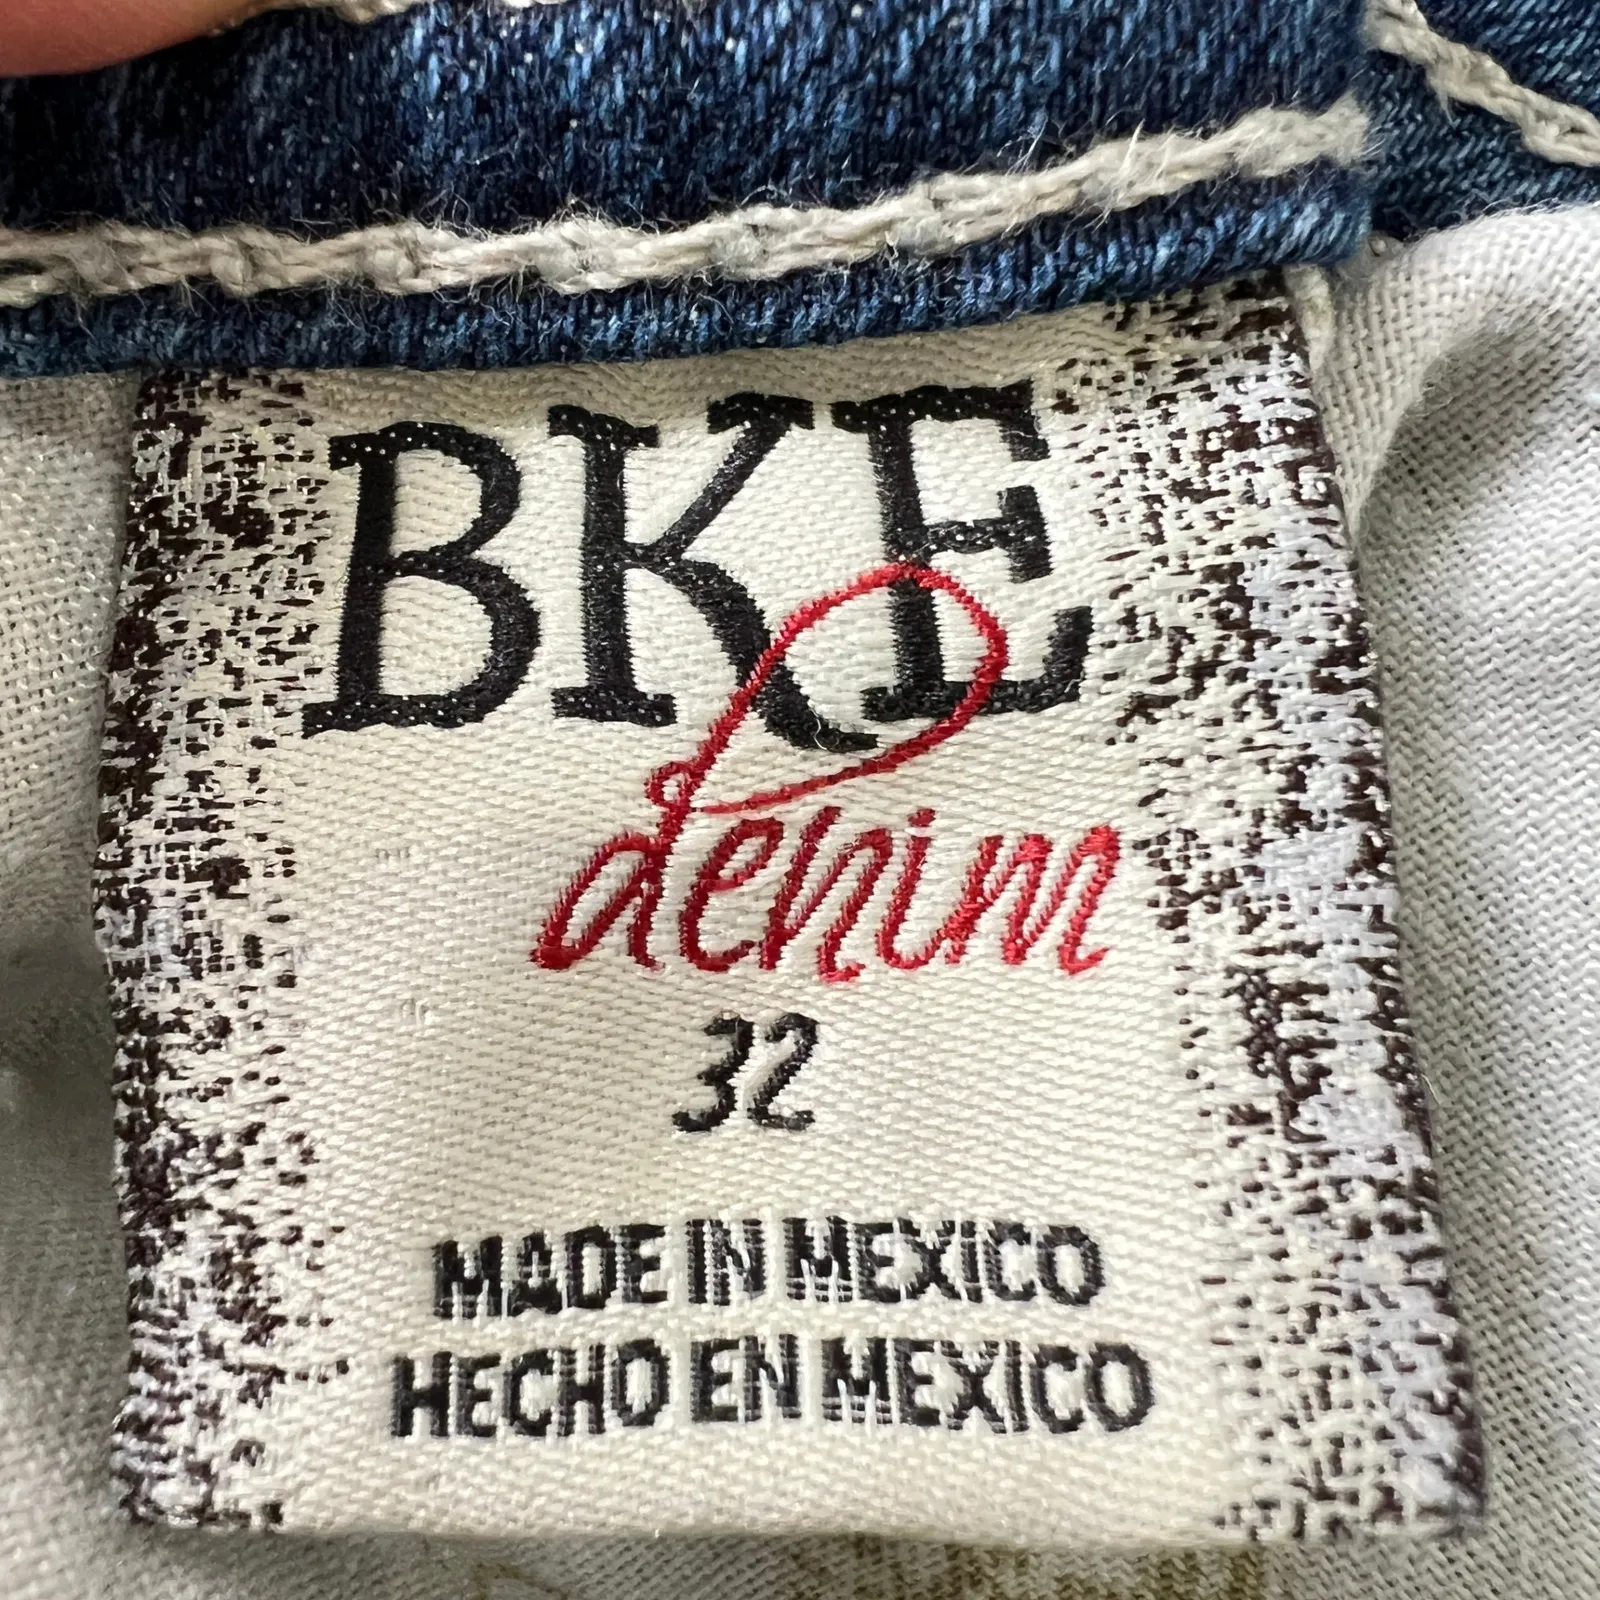 BKE
denim
32
MADE IN MEXICO
HECHO EN MEXICO